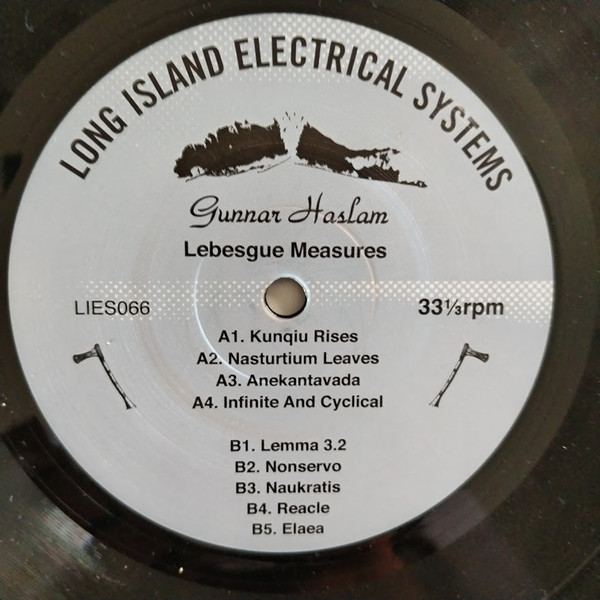 LONG ISLAND ELECTRICAL SYSTEMS
Gunnar Haslam
Lebesgue Measures
LIES066
33⅓rpm
A1. Kunqiu Rises
A2. Nasturtium Leaves
A3. Anekantavada
A4. Infinite And Cyclical
B1. Lemma 3.2
B2. Nonservo
B3. Naukratis
B4. Reacle
B5. Elaea